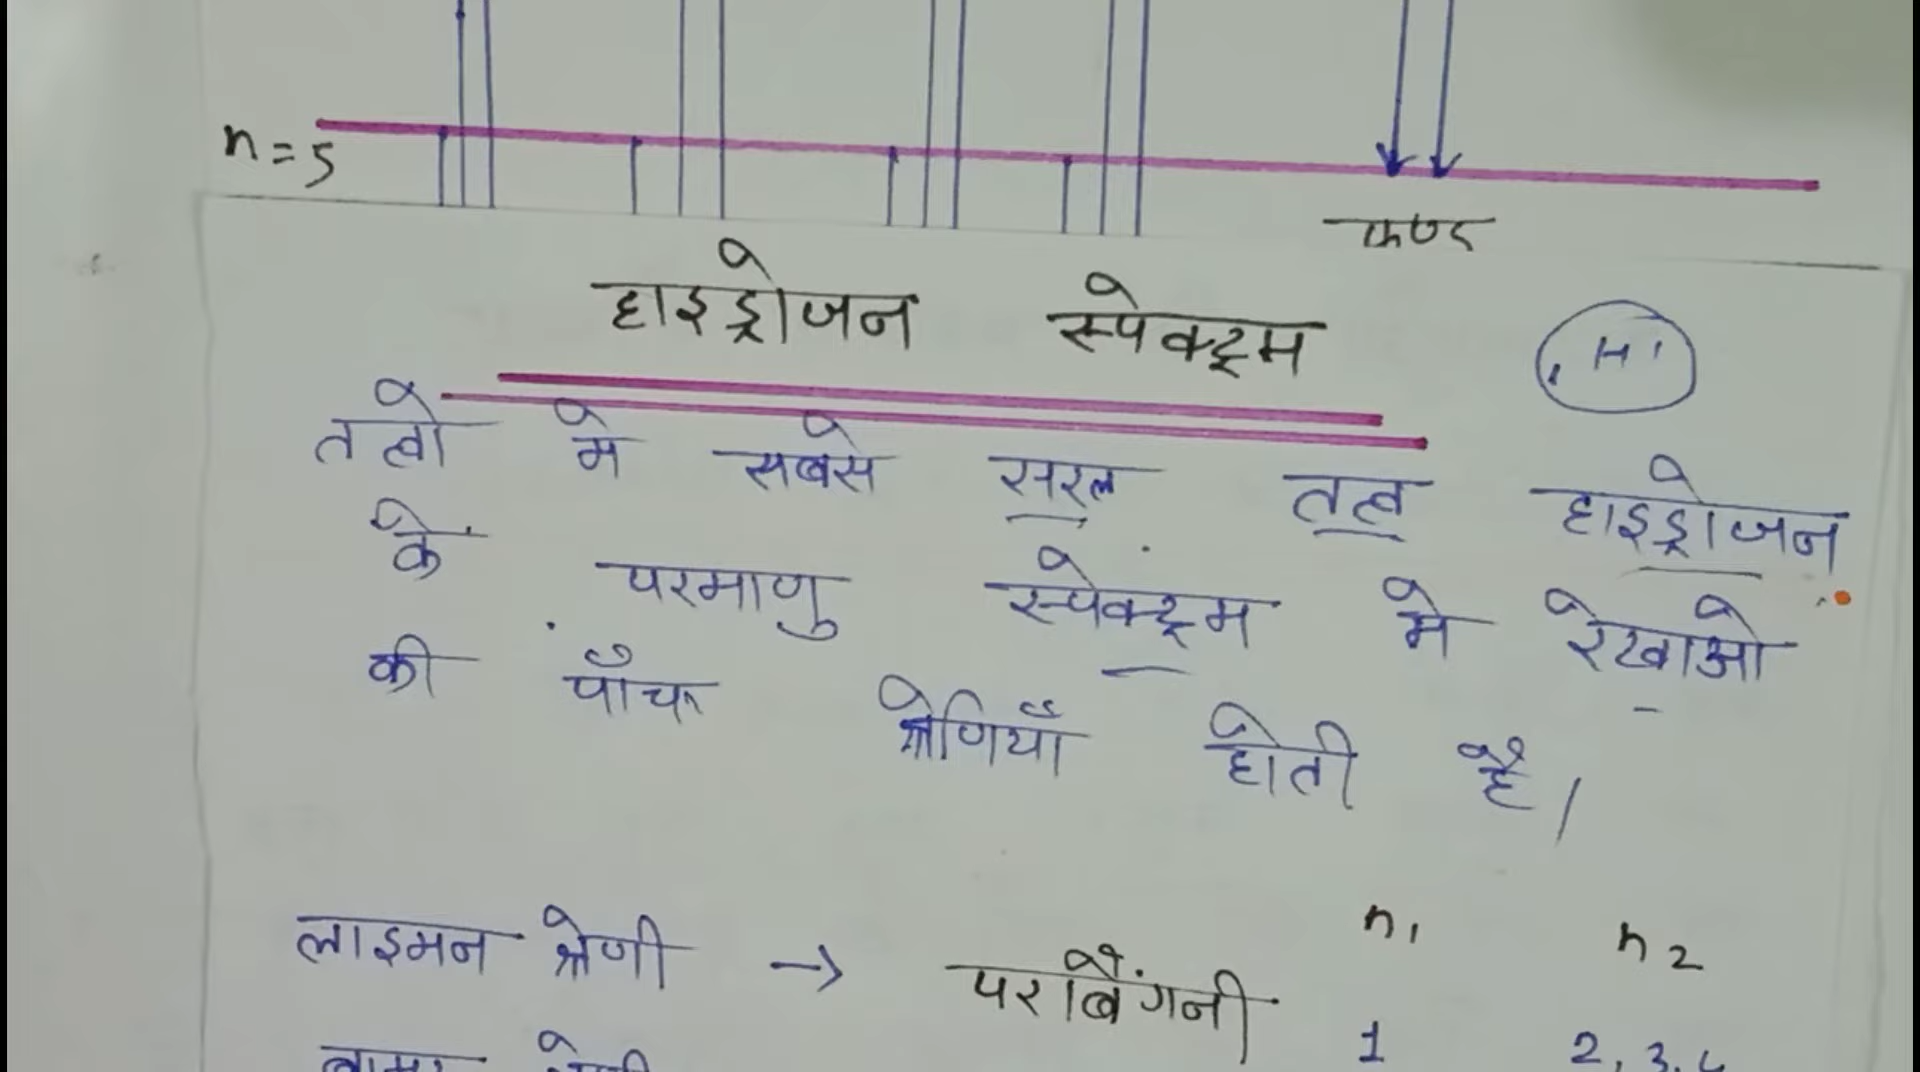 n=5
फण्ड
हाइड्रोजन स्पेक्ट्रम
H
तत्वो मे सबसे सरल तत्व हाइड्रोजन
के परमाणु स्पेक्ट्रम मे रेखाओ
की पाँच श्रेणियाँ होती है।
n1 n2
लाइमन श्रेणी → पराबैंगनी 1 2, 3, 4